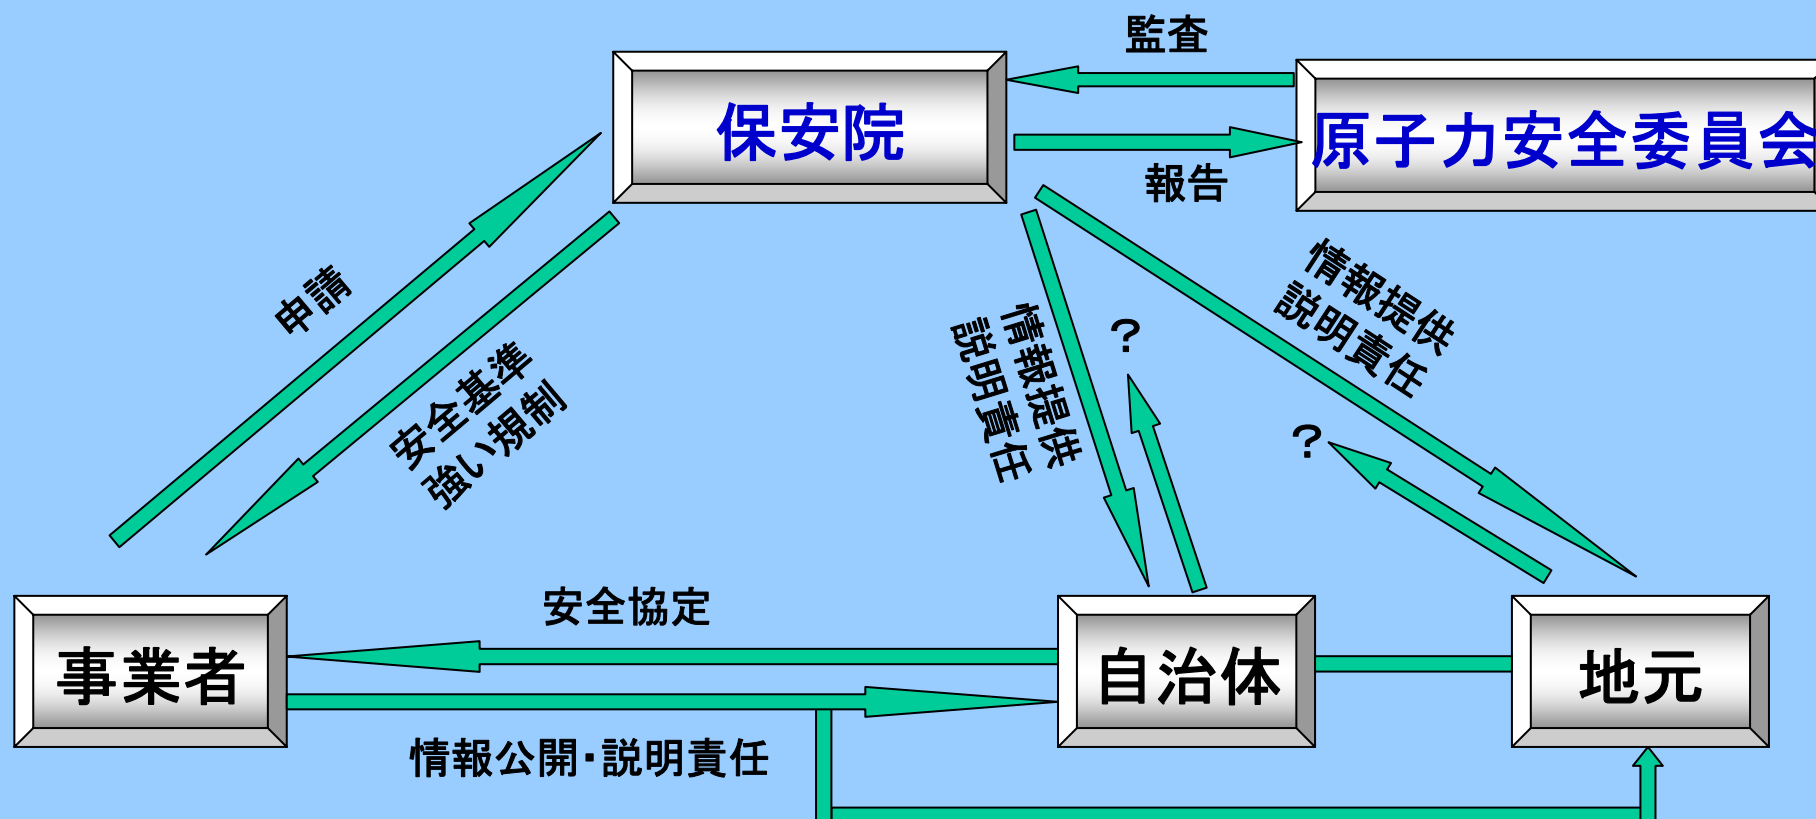 監査
保安院
原子力安全委員会
報告
申請
安全基準
強い規制
情報提供
説明責任
?
情報提供
説明責任
?
安全協定
事業者
自治体
地元
情報公開・説明責任